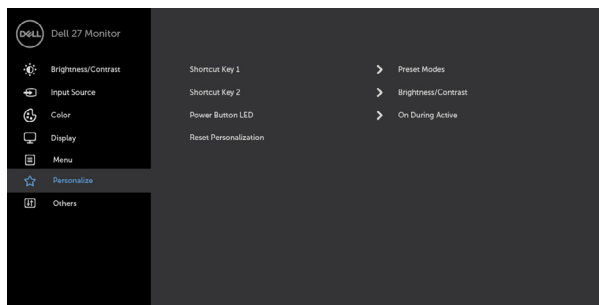 DELL Dell 27 Monitor
Brightness/Contrast Shortcut Key 1 Preset Modes
Input Source Shortcut Key 2 Brightness/Contrast
Color Power Button LED On During Active
Display Reset Personalization
Menu
Personalize
Others